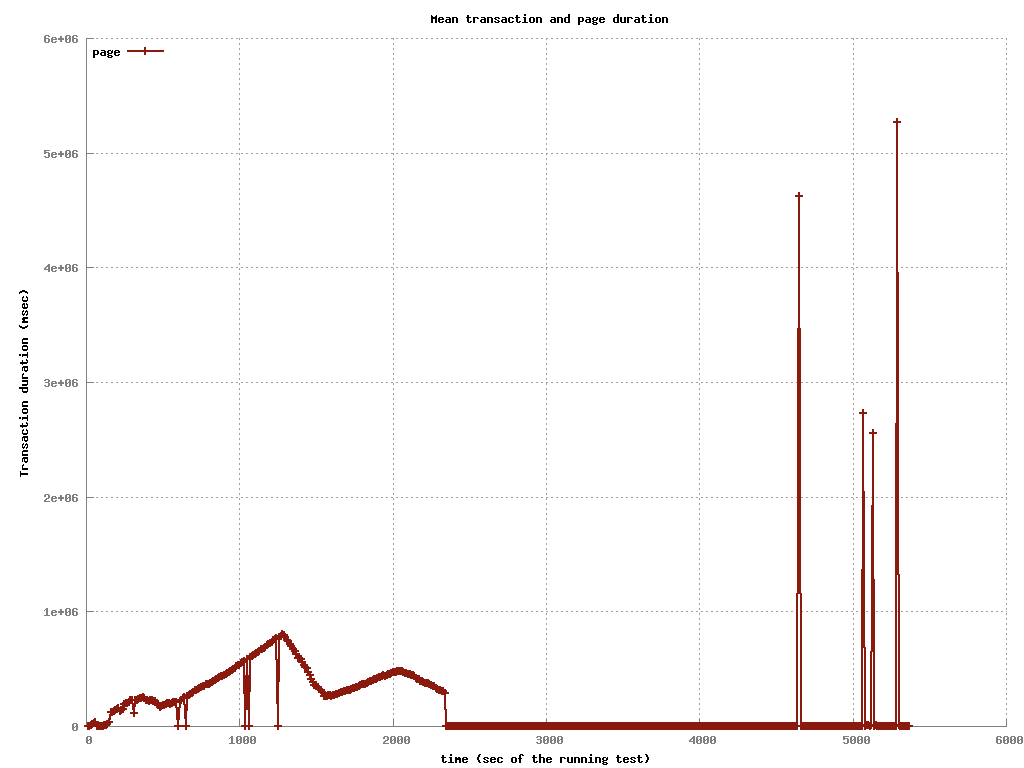 Mean transaction and page duration
6e+06
page
5e+06
4e+06
3e+06
2e+06
1e+06
0
Transaction duration (msec)
0 1000 2000 3000 4000 5000 6000
time (sec of the running test)